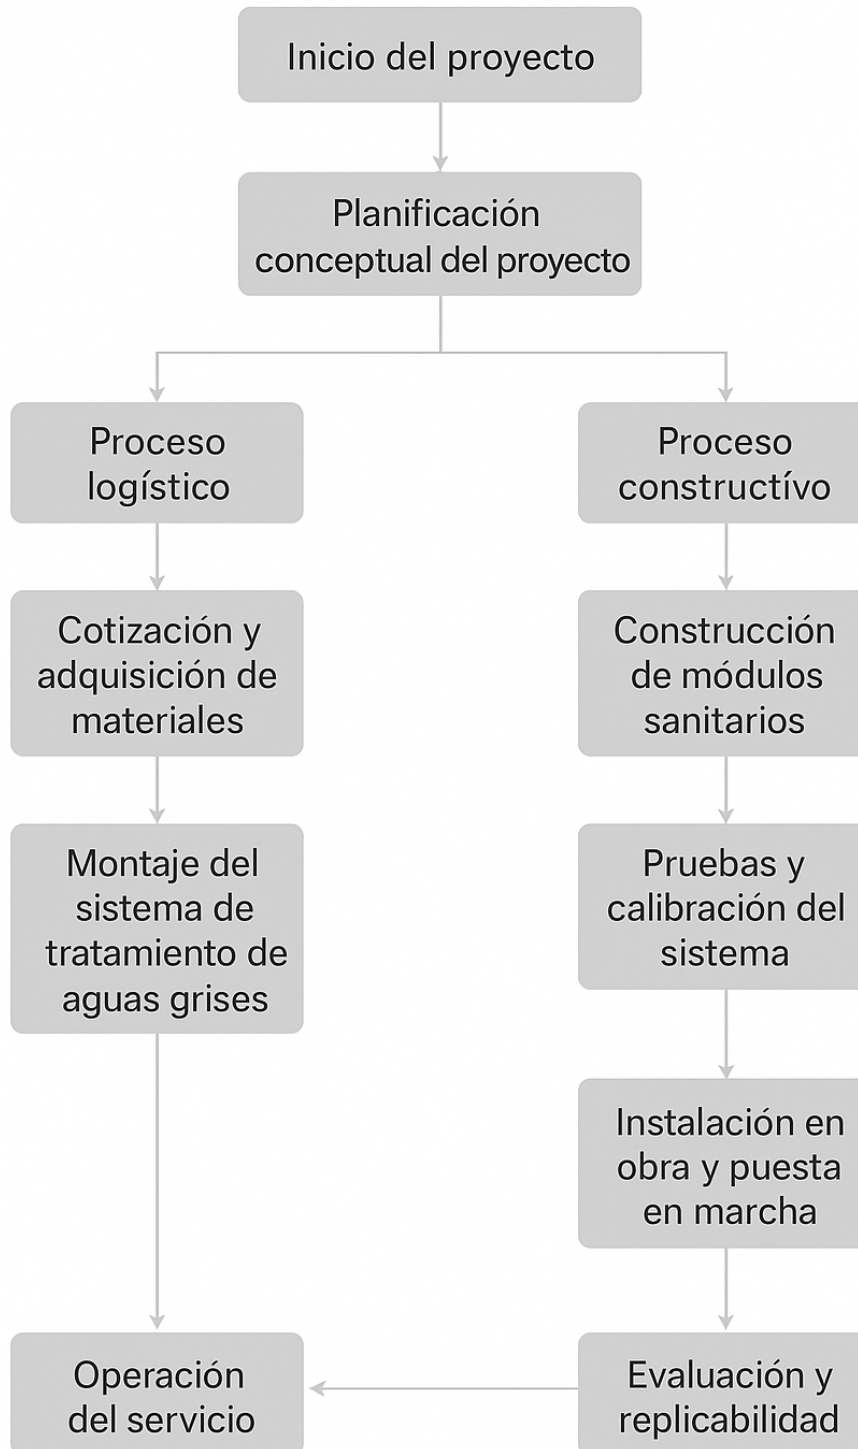 Inicio del proyecto
Planificación
conceptual del proyecto
Proceso
logístico
Proceso
constructívo
Cotización y
adquisición de
materiales
Construcción
de módulos
sanitarios
Montaje del
sistema de
tratamiento de
aguas grises
Pruebas y
calibración del
sistema
Instalación en
obra y puesta
en marcha
Operación
del servicio
Evaluación y
replicabilidad